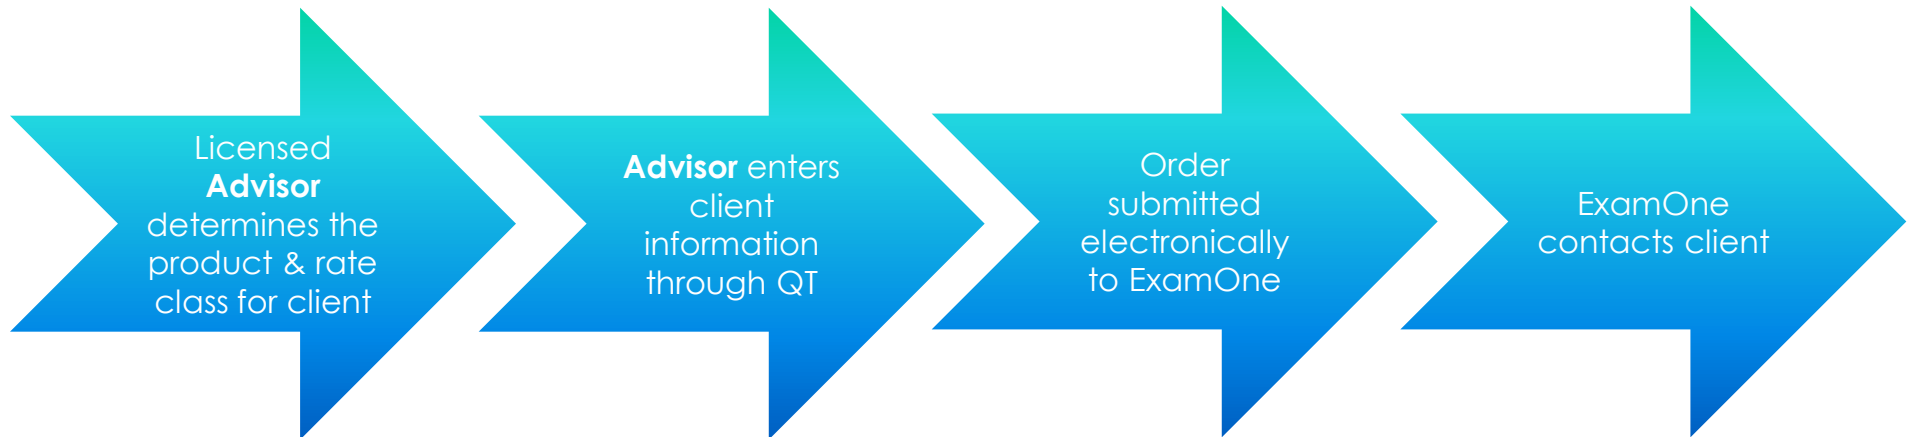 Licensed
Advisor
determines the
product & rate
class for client
Advisor enters
client
information
through QT
Order
submitted
electronically
to ExamOne
ExamOne
contacts client